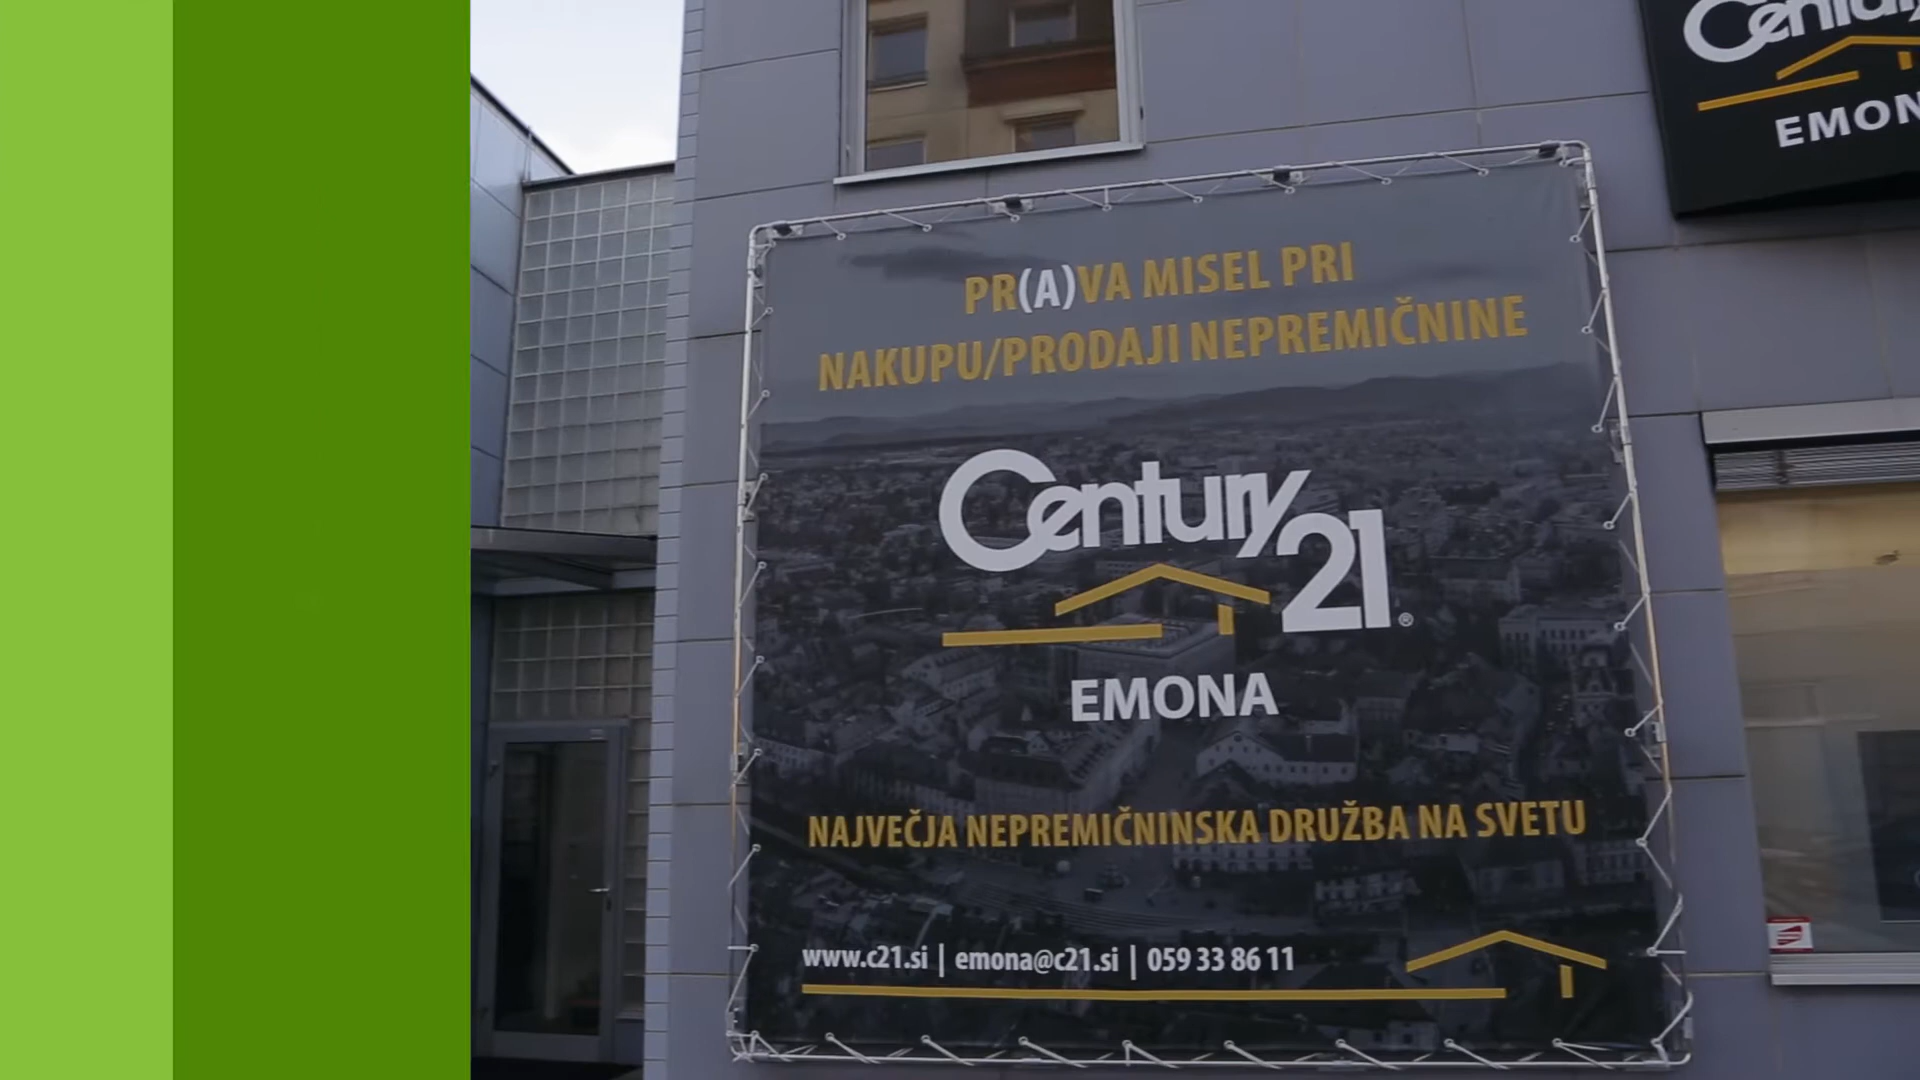 PR(A)VA MISEL PRI
NAKUPU/PRODAJI NEPREMIČNINE
Century 21®
EMONA
NAJVEČJA NEPREMIČNINSKA DRUŽBA NA SVETU
www.c21.si | emona@c21.si | 059 33 86 11
Century
EMON